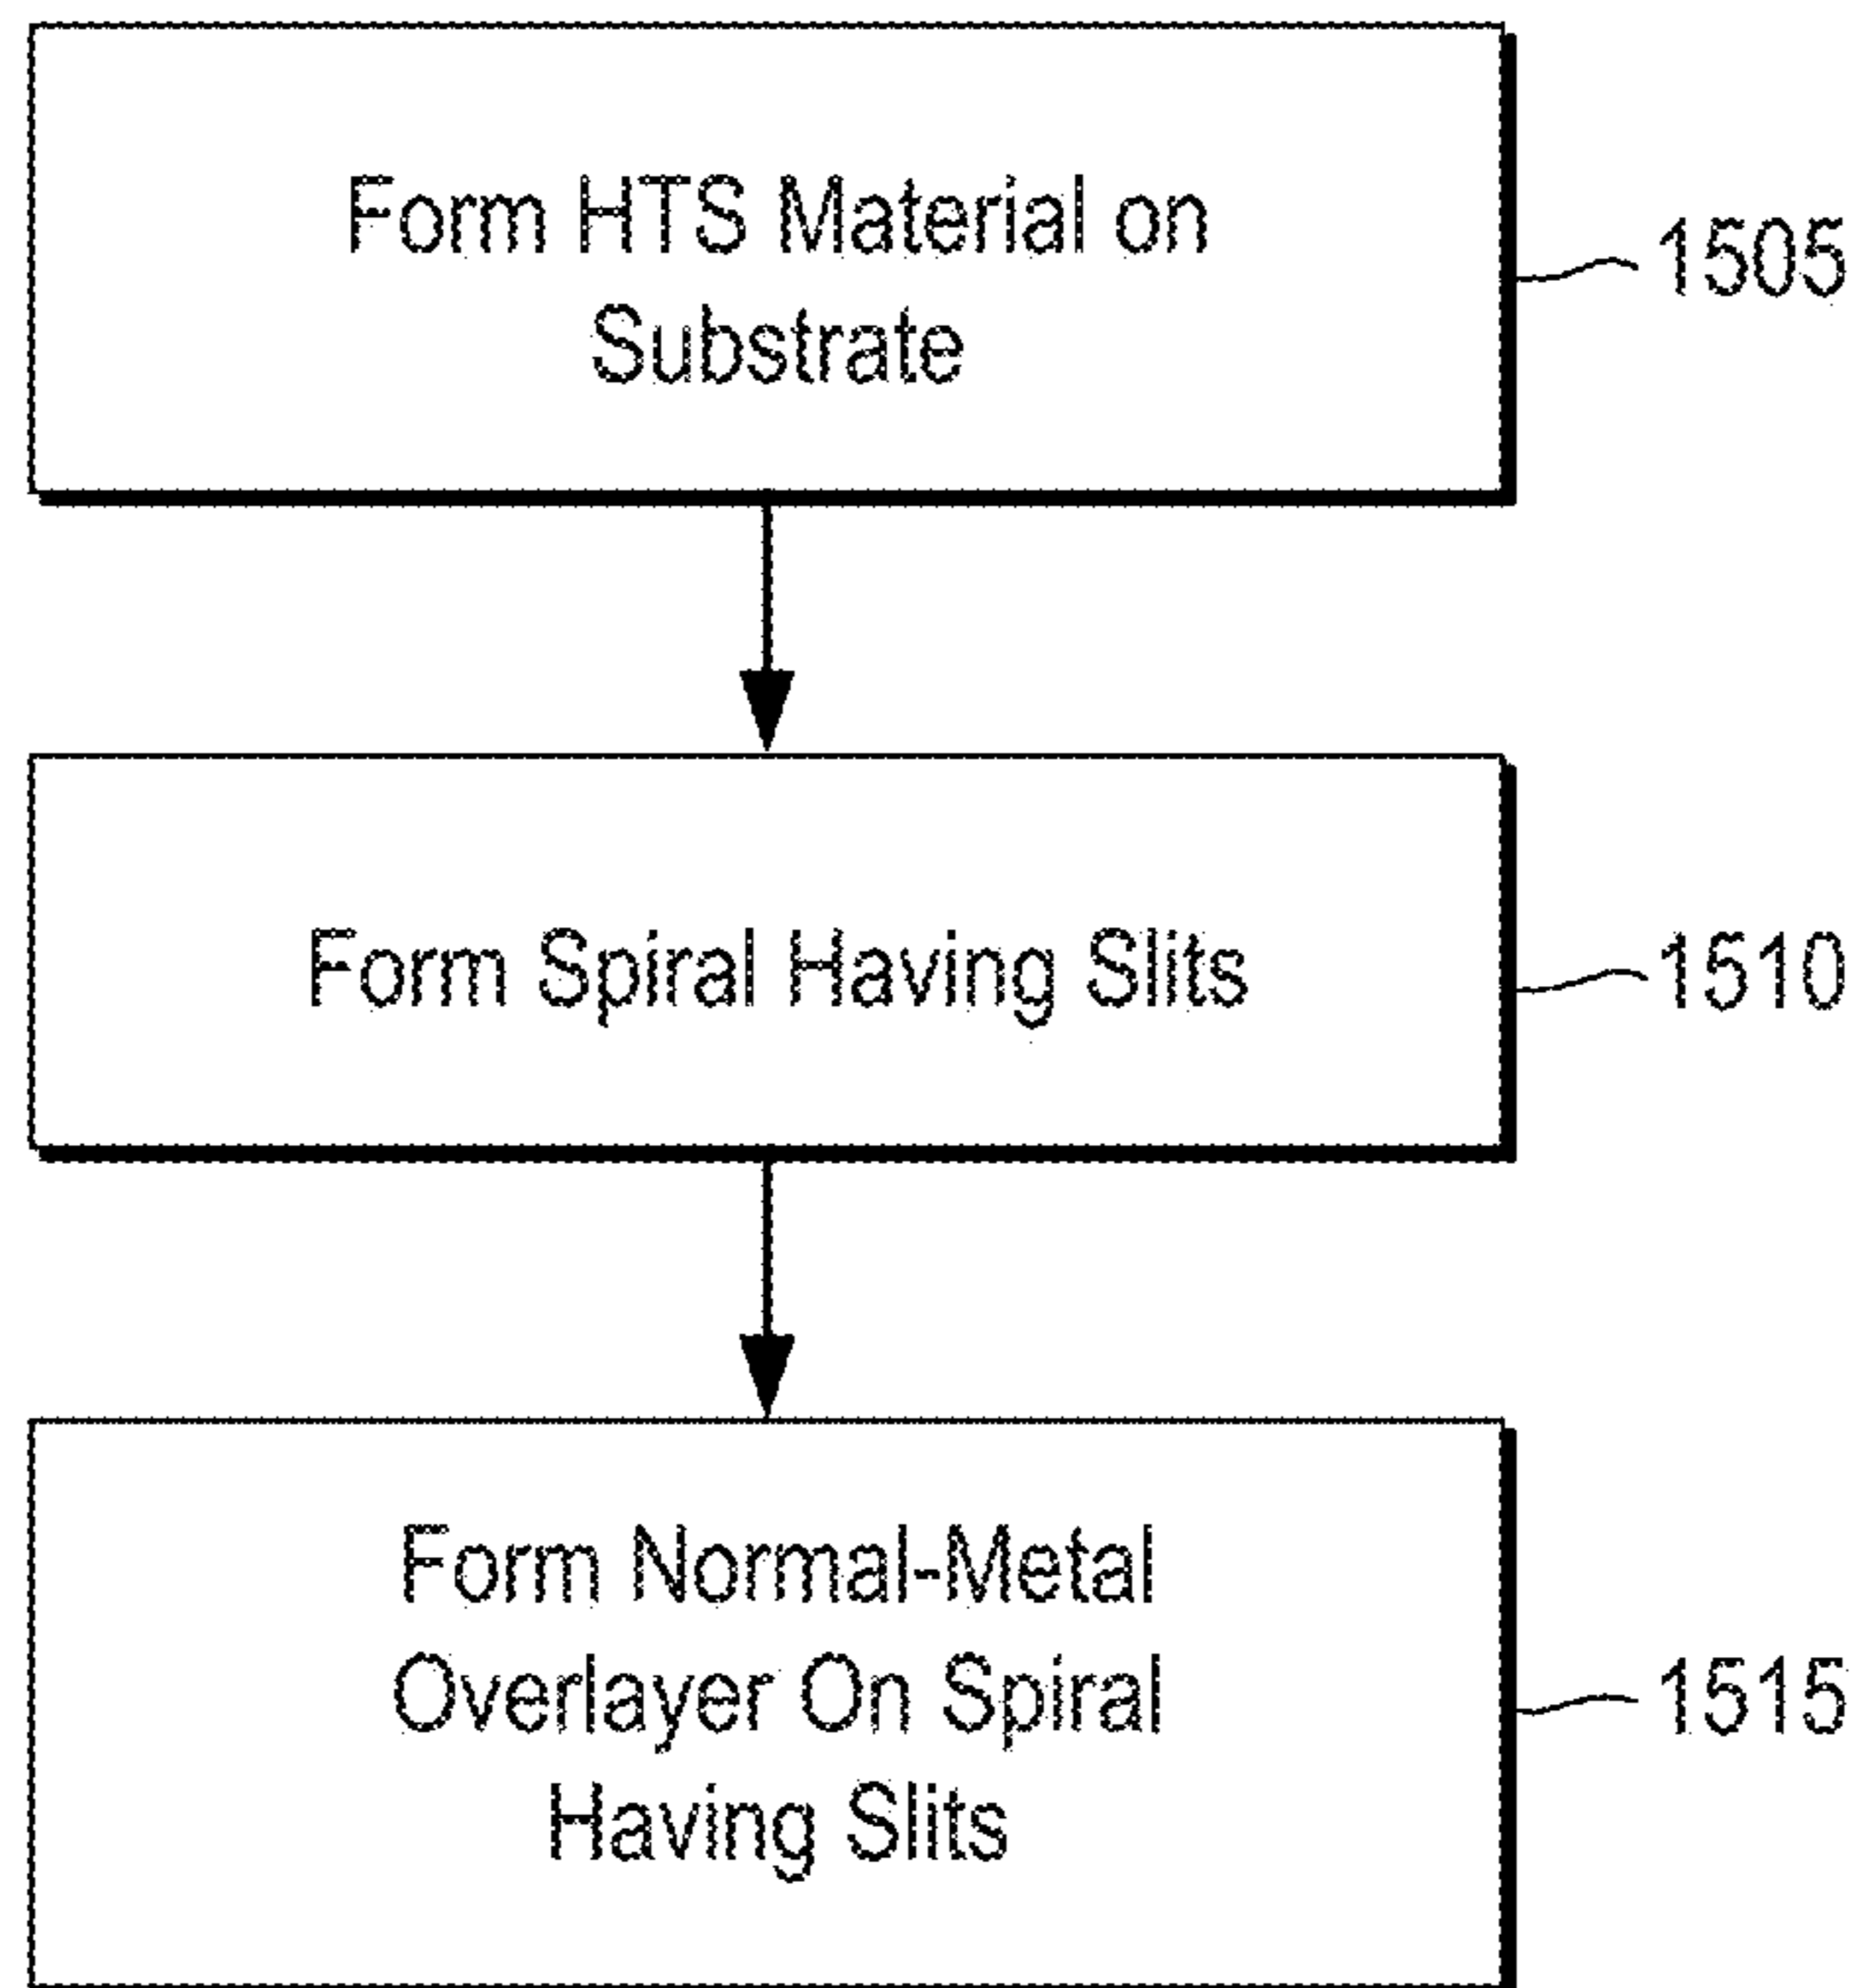 Form HTS Material on
Substrate
1505
Form Spiral Having Slits
1510
Form Normal-Metal
Overlayer On Spiral
Having Slits
1515